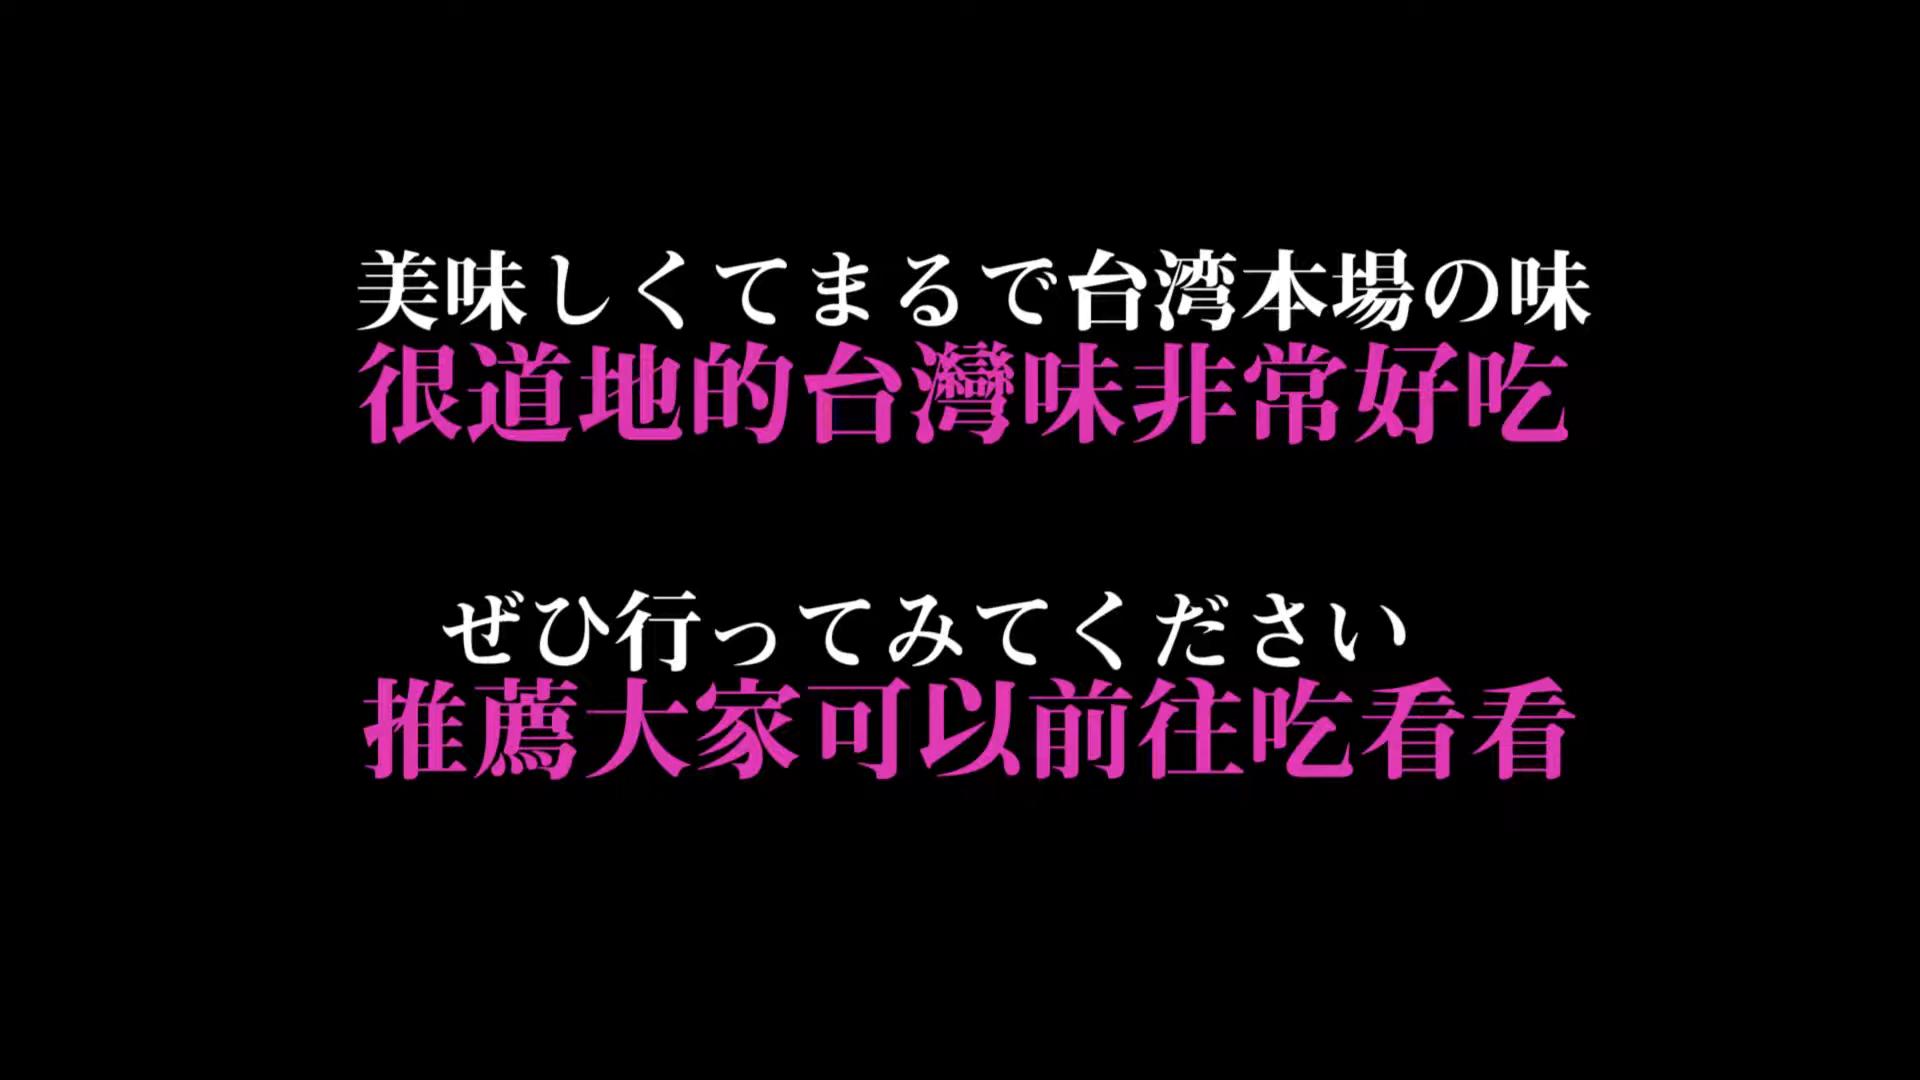 美味しくてまるで台湾本場の味
很道地的台灣味非常好吃
ぜひ行ってみてください
推薦大家可以前往吃看看